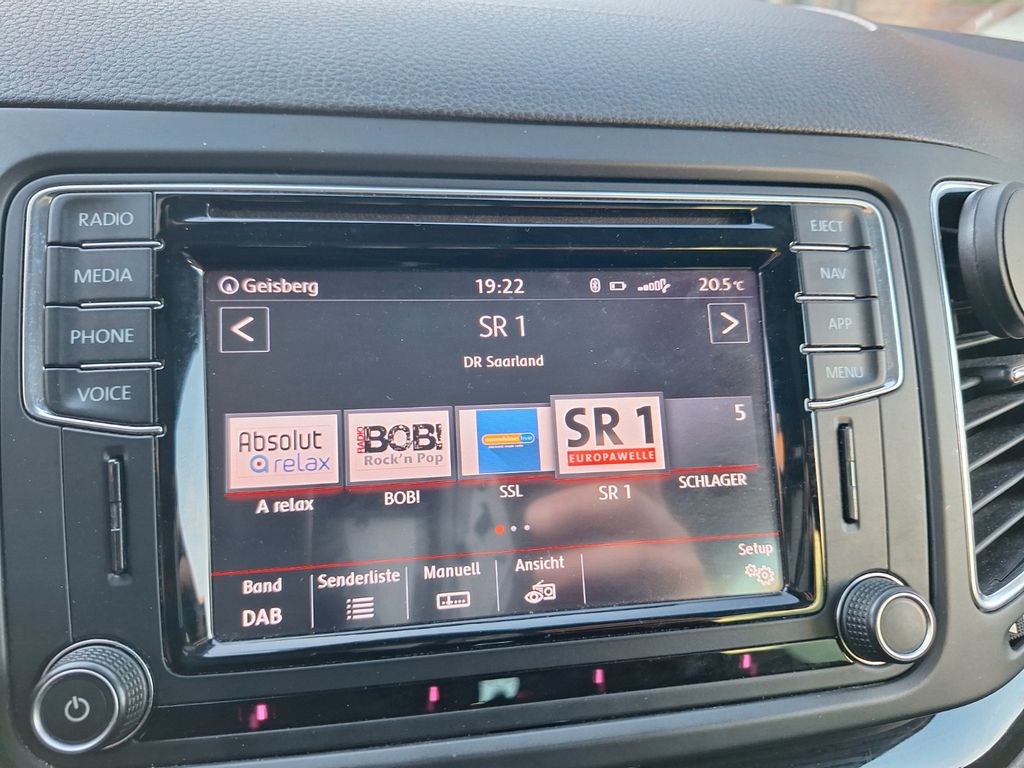 RADIO
MEDIA
PHONE
VOICE
EJECT
NAV
APP
MENU
Geisberg 19:22 20.5°C
< SR 1 >
DR Saarland
Absolut
relax
RADIO BOB!
Rock'n Pop
SR 1
EUROPAWELLE
5
A relax BOB! SSL SR 1 SCHLAGER
Band Senderliste Manuell Ansicht Setup
DAB